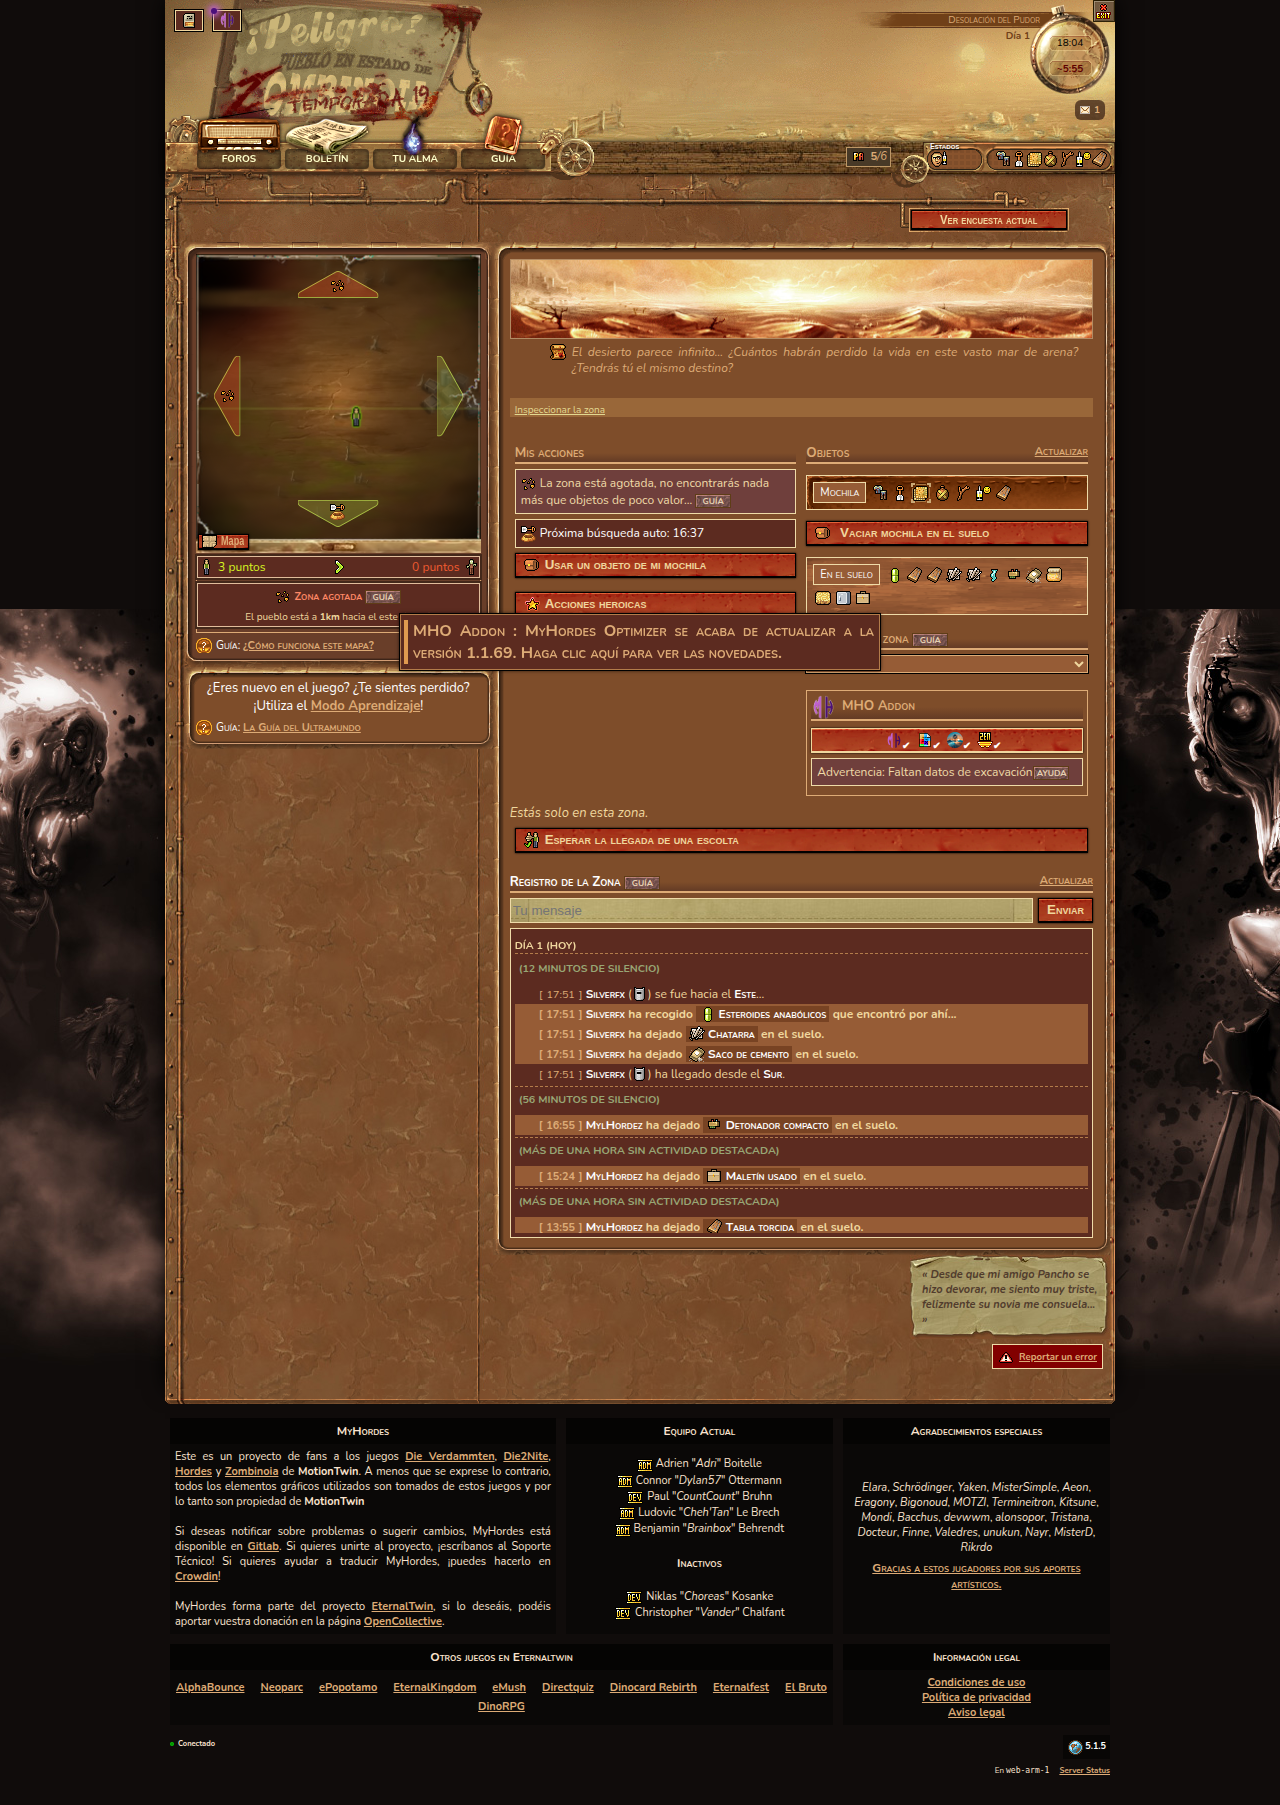 ¡Peligro!
PUEBLO EN ESTADO DE
ZOMBINOIA
TEMPORADA 19
Desolación del Pudor
EXIT
Día 1
18:04
~5:55
1
FOROS
BOLETÍN
TU ALMA
GUÍA
PA 5/6
Estados
Ver encuesta actual
Mapa
3 puntos
0 puntos
Zona agotada GUÍA
El pueblo está a 1km hacia el este
Guía: ¿Cómo funciona este mapa?
¿Eres nuevo en el juego? ¿Te sientes perdido?
¡Utiliza el Modo Aprendizaje!
Guía: La Guía del Ultramundo
El desierto parece infinito... ¿Cuántos habrán perdido la vida en este vasto mar de arena?
¿Tendrás tú el mismo destino?
Inspeccionar la zona
Mis acciones
La zona está agotada, no encontrarás nada
más que objetos de poco valor... GUÍA
Próxima búsqueda auto: 16:37
Usar un objeto de mi mochila
Acciones heroicas
Objetos
Actualizar
Mochila
Vaciar mochila en el suelo
En el suelo
zona GUÍA
MHO Addon : MyHordes Optimizer se acaba de actualizar a la
versión 1.1.69. Haga clic aquí para ver las novedades.
MHO Addon
ZEN
Advertencia: Faltan datos de excavación AYUDA
Estás solo en esta zona.
Esperar la llegada de una escolta
Registro de la Zona GUÍA
Actualizar
Tu mensaje
Enviar
DÍA 1 (HOY)
(12 MINUTOS DE SILENCIO)
[ 17:51 ] Silverfx ( ) se fue hacia el Este...
[ 17:51 ] Silverfx ha recogido Esteroides anabólicos que encontró por ahí...
[ 17:51 ] Silverfx ha dejado Chatarra en el suelo.
[ 17:51 ] Silverfx ha dejado Saco de cemento en el suelo.
[ 17:51 ] Silverfx ( ) ha llegado desde el Sur.
(56 MINUTOS DE SILENCIO)
[ 16:55 ] MylHordez ha dejado Detonador compacto en el suelo.
(MÁS DE UNA HORA SIN ACTIVIDAD DESTACADA)
[ 15:24 ] MylHordez ha dejado Maletín usado en el suelo.
(MÁS DE UNA HORA SIN ACTIVIDAD DESTACADA)
[ 13:55 ] MylHordez ha dejado Tabla torcida en el suelo.
« Desde que mi amigo Pancho se
hizo devorar, me siento muy triste,
felizmente su novia me consuela...
»
Reportar un error
MyHordes
Este es un proyecto de fans a los juegos Die Verdammten, Die2Nite,
Hordes y Zombinoia de MotionTwin. A menos que se exprese lo contrario,
todos los elementos gráficos utilizados son tomados de estos juegos y por
lo tanto son propiedad de MotionTwin
Si deseas notificar sobre problemas o sugerir cambios, MyHordes está
disponible en Gitlab. Si quieres unirte al proyecto, ¡escríbanos al Soporte
Técnico! Si quieres ayudar a traducir MyHordes, ¡puedes hacerlo en
Crowdin!
MyHordes forma parte del proyecto EternalTwin, si lo deseáis, podéis
aportar vuestra donación en la página OpenCollective.
Equipo Actual
ADM Adrien "Adri" Boitelle
ADM Connor "Dylan57" Ottermann
DEV Paul "CountCount" Bruhn
ADM Ludovic "Cheh'Tan" Le Brech
ADM Benjamin "Brainbox" Behrendt
Inactivos
DEV Niklas "Choreas" Kosanke
DEV Christopher "Vander" Chalfant
Agradecimientos especiales
Elara, Schrödinger, Yaken, MisterSimple, Aeon,
Eragony, Bigonoud, MOTZI, Termineitron, Kitsune,
Mondi, Bacchus, devwwm, alonsopor, Tristana,
Docteur, Finne, Valedres, unukun, Nayr, MisterD,
Rikrdo
Gracias a estos jugadores por sus aportes
artísticos.
Otros juegos en Eternaltwin
AlphaBounce Neoparc ePopotamo EternalKingdom eMush Directquiz Dinocard Rebirth Eternalfest El Bruto
DinoRPG
Información legal
Condiciones de uso
Política de privacidad
Aviso legal
Conectado
5.1.5
En web-arm-1 Server Status